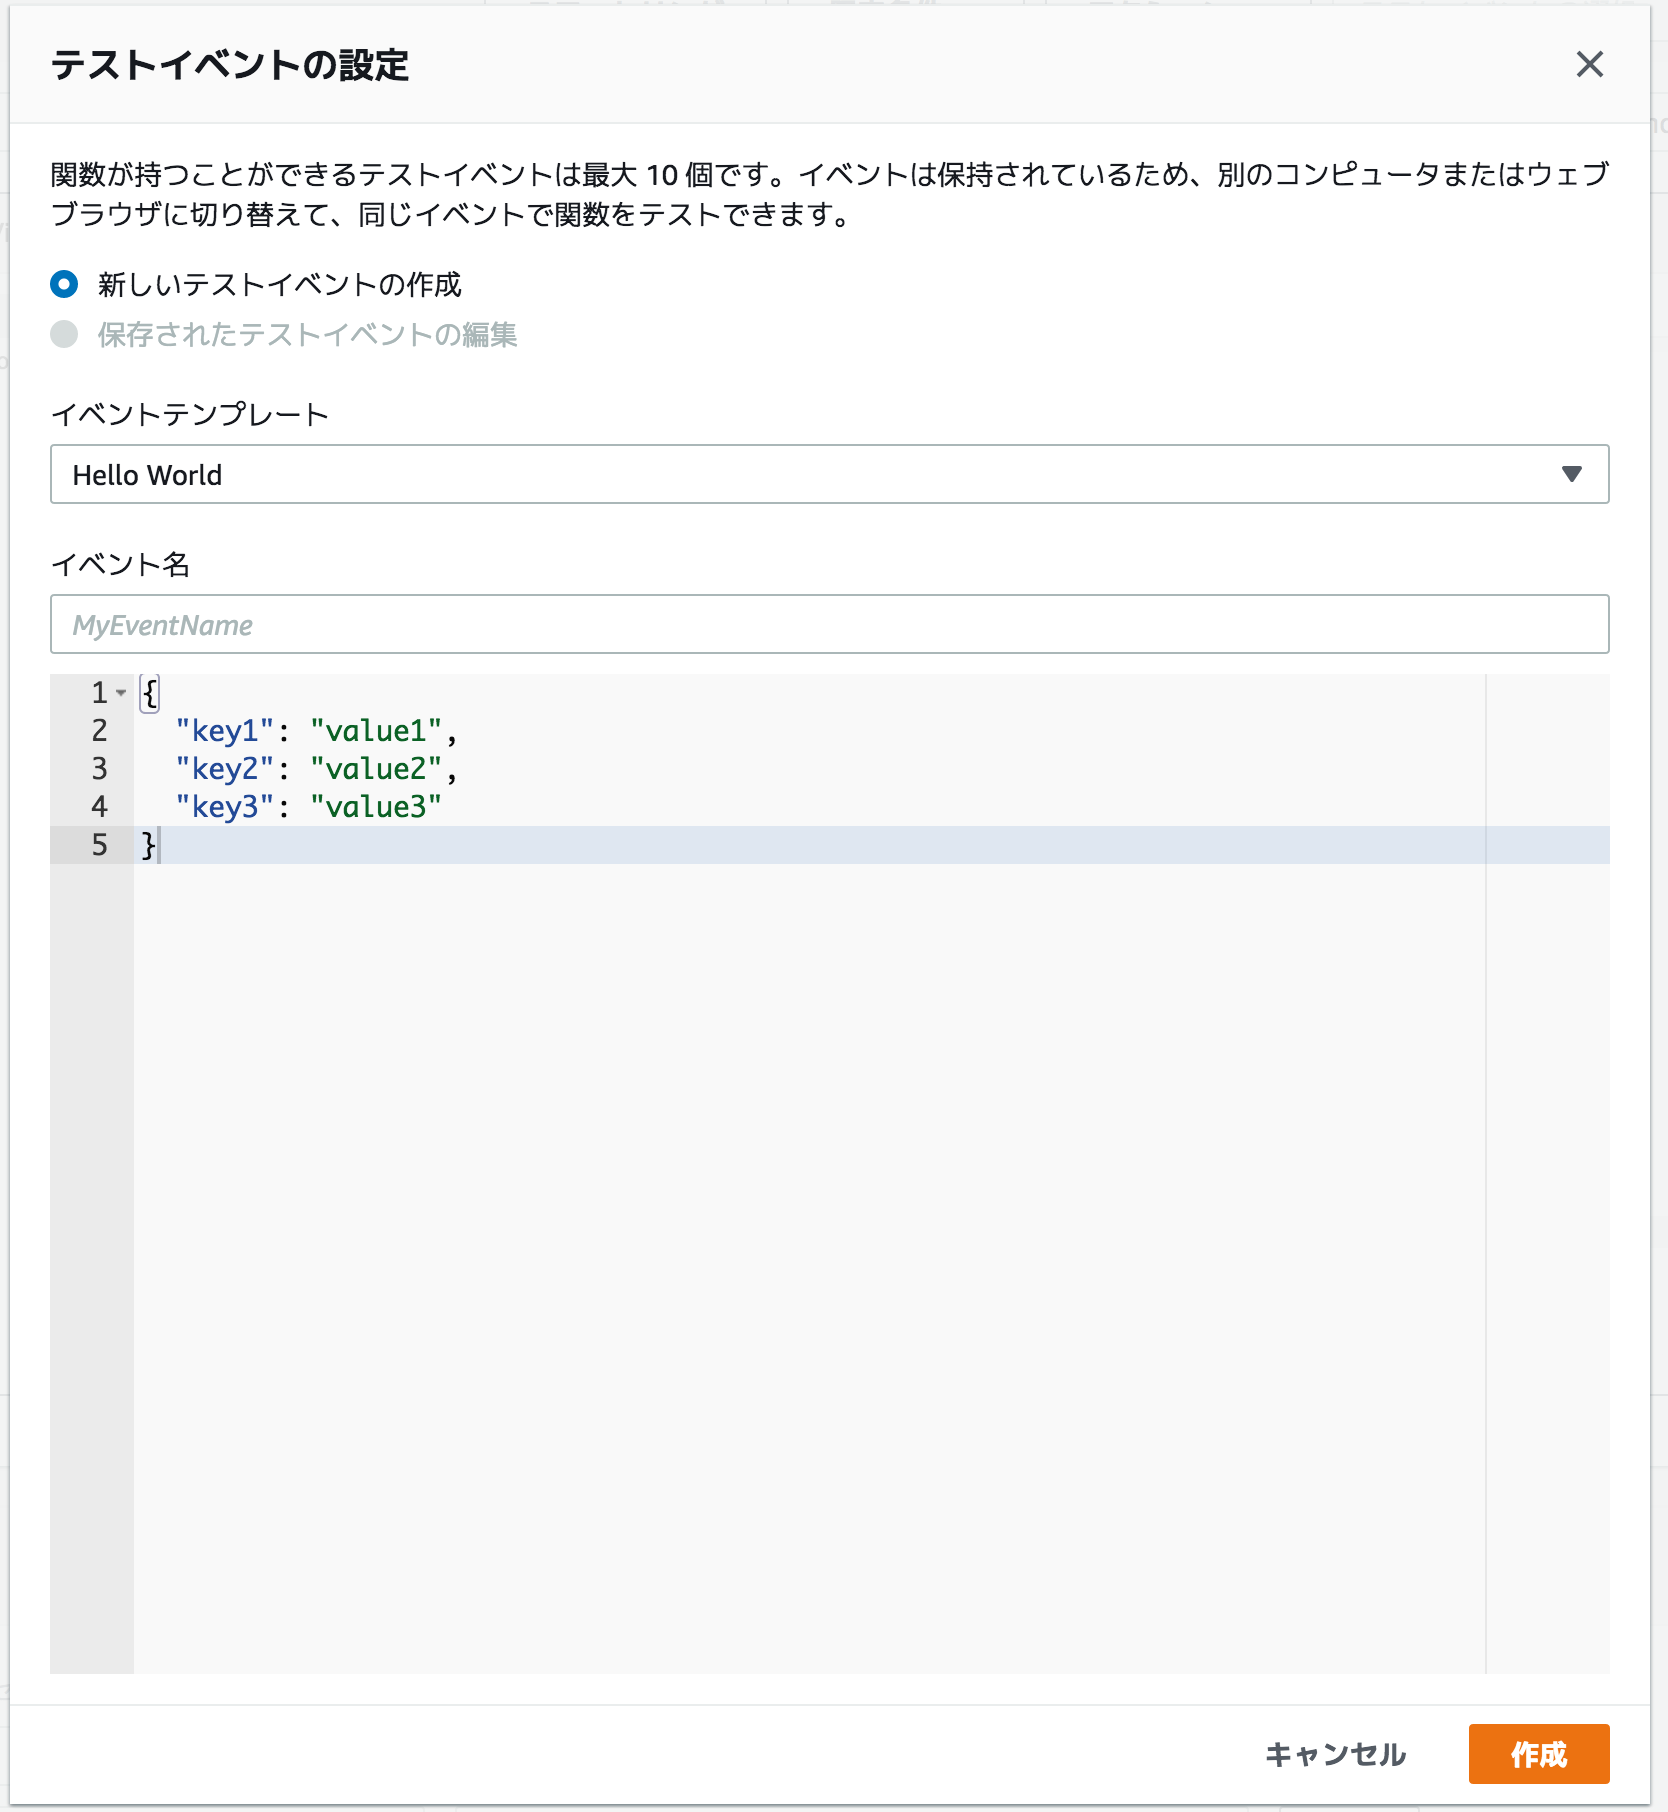 テストイベントの設定
関数が持つことができるテストイベントは最大 10 個です。イベントは保持されているため、別のコンピュータまたはウェブ
ブラウザに切り替えて、同じイベントで関数をテストできます。
新しいテストイベントの作成
保存されたテストイベントの編集
イベントテンプレート
Hello World
イベント名
MyEventName
1 {
2 "key1": "value1",
3 "key2": "value2",
4 "key3": "value3"
5 }
キャンセル 作成